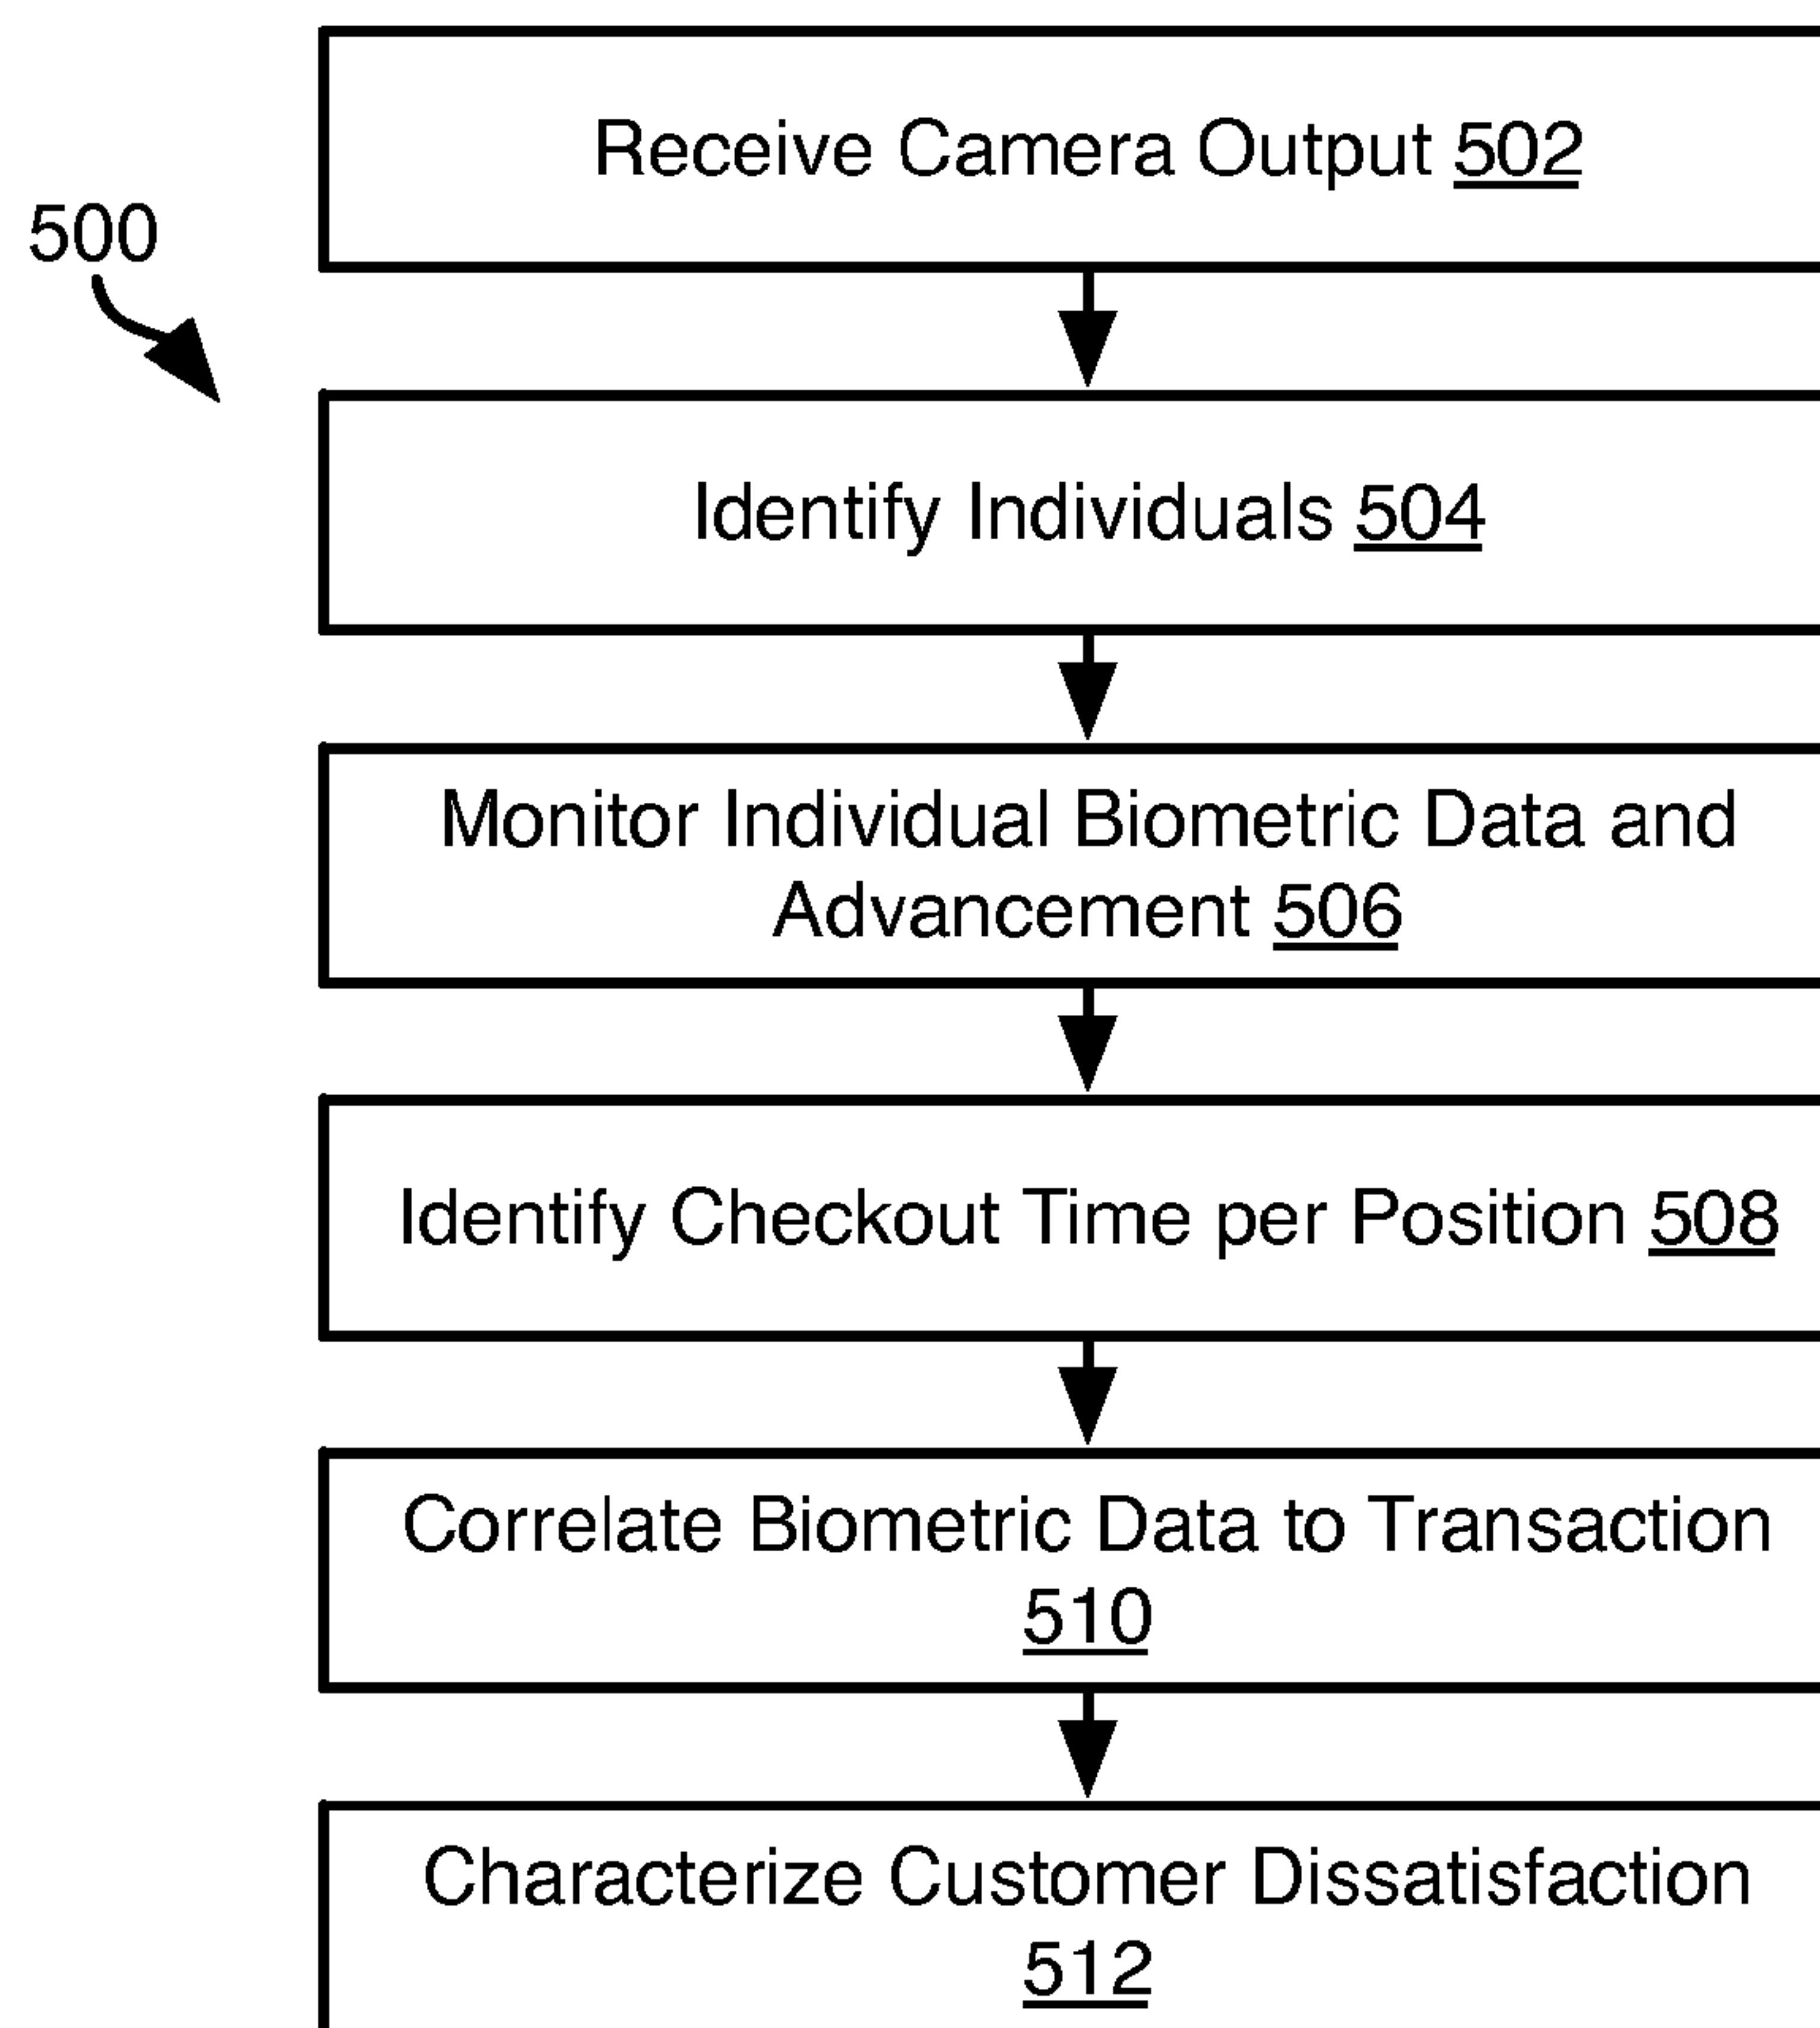 Receive Camera Output 502
500
Identify Individuals 504
Monitor Individual Biometric Data and
Advancement 506
Identify Checkout Time per Position 508
Correlate Biometric Data to Transaction
510
Characterize Customer Dissatisfaction
512